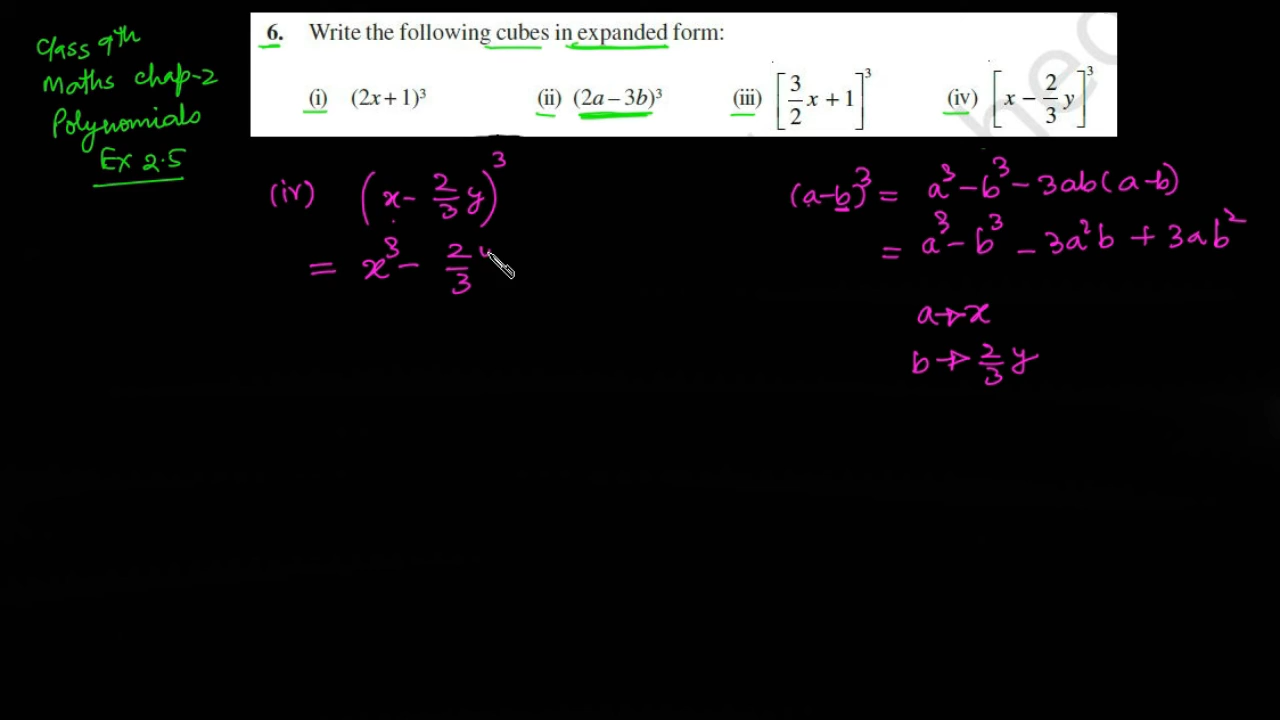 Class 9th
Maths chap-2
Polynomials
Ex 2.5
6. Write the following cubes in expanded form:
(i) (2x + 1)³ (ii) (2a – 3b)³ (iii) [3/2 x + 1]³ (iv) [x − 2/3 y]³
(iv) (x − 2/3 y)³
= x³ − 2/3
(a-b)³ = a³ − b³ − 3ab(a-b)
= a³ − b³ − 3a²b + 3ab²
a → x
b → 2/3 y